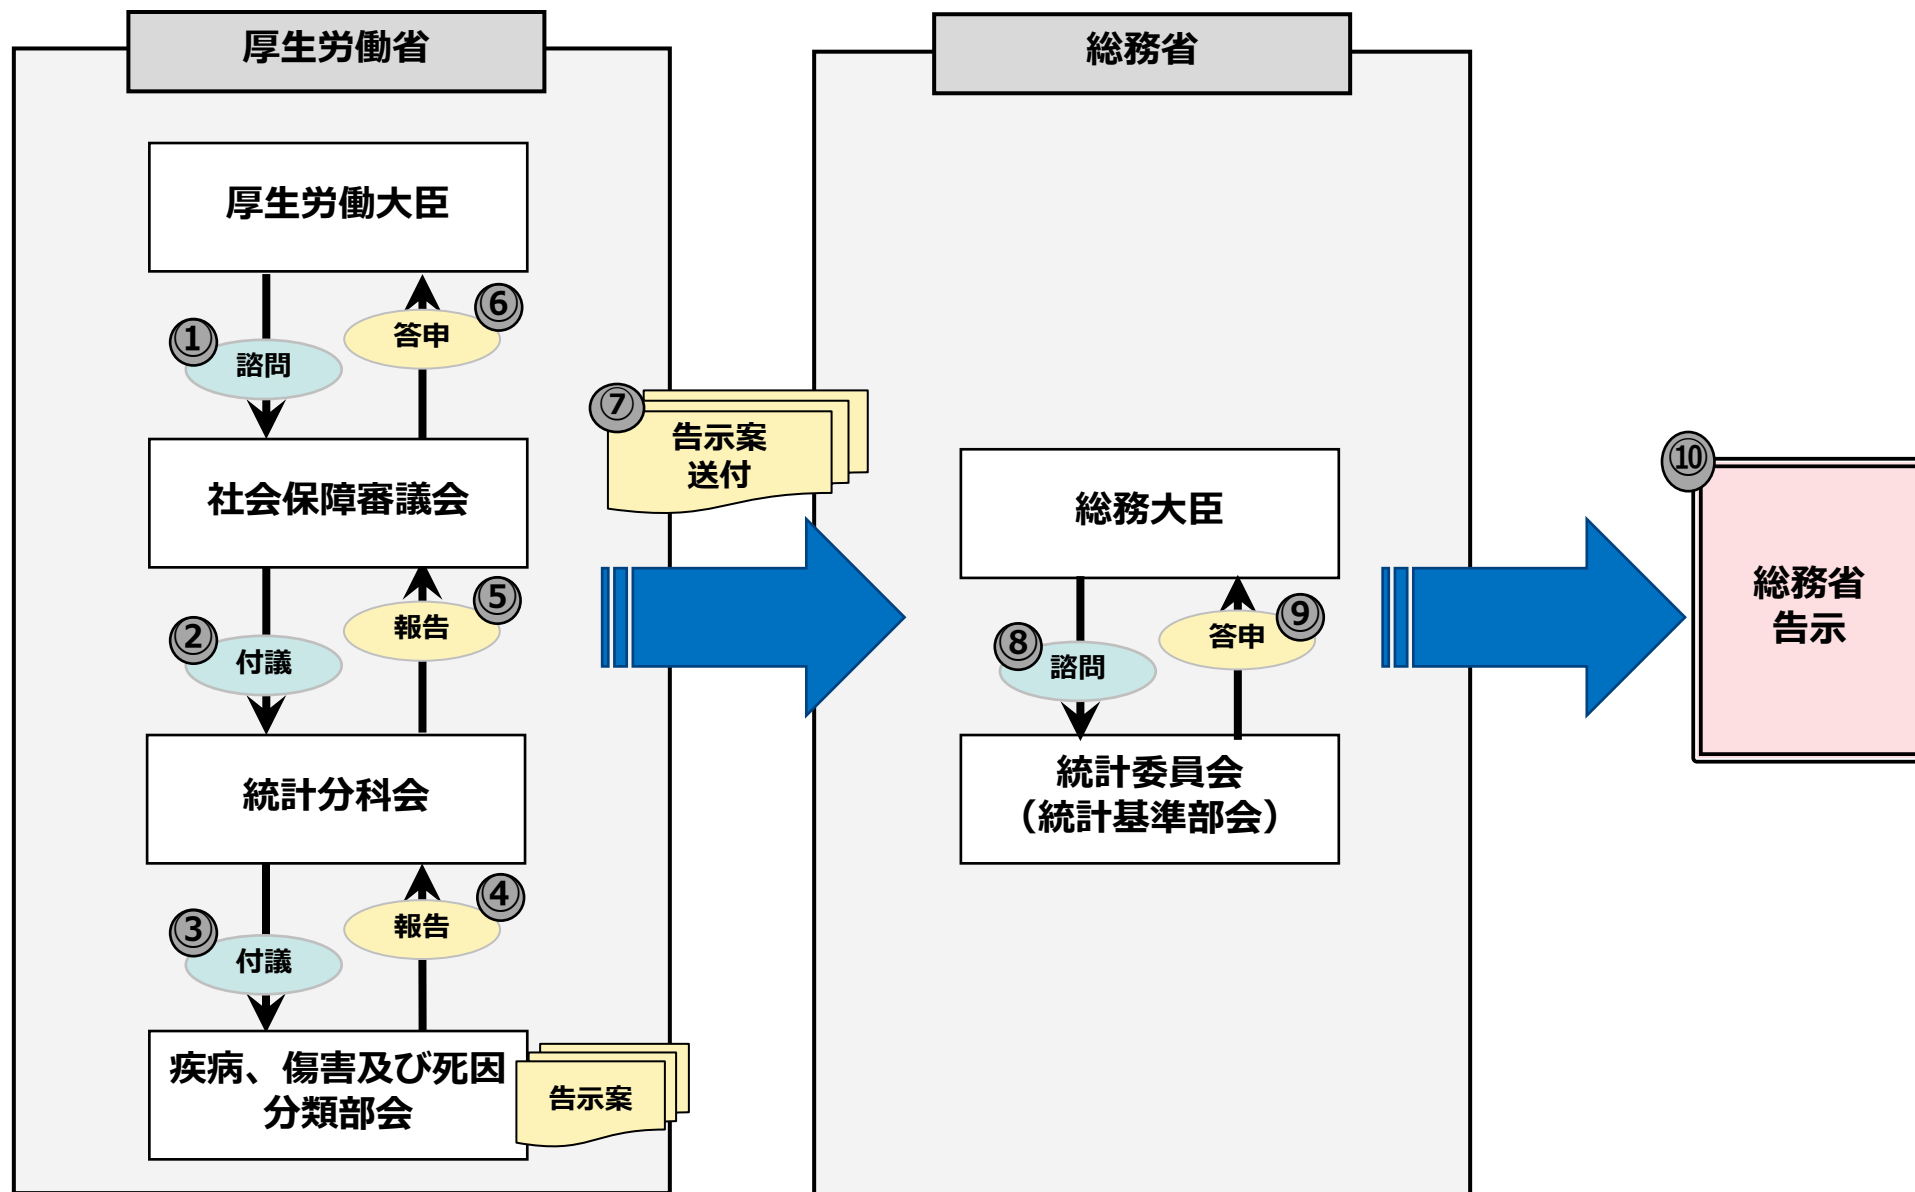 厚生労働省
厚生労働大臣
①
諮問
⑥
答申
社会保障審議会
②
付議
⑤
報告
統計分科会
③
付議
④
報告
疾病、傷害及び死因
分類部会
告示案
⑦
告示案
送付
総務省
総務大臣
⑧
諮問
⑨
答申
統計委員会
（統計基準部会）
⑩
総務省
告示